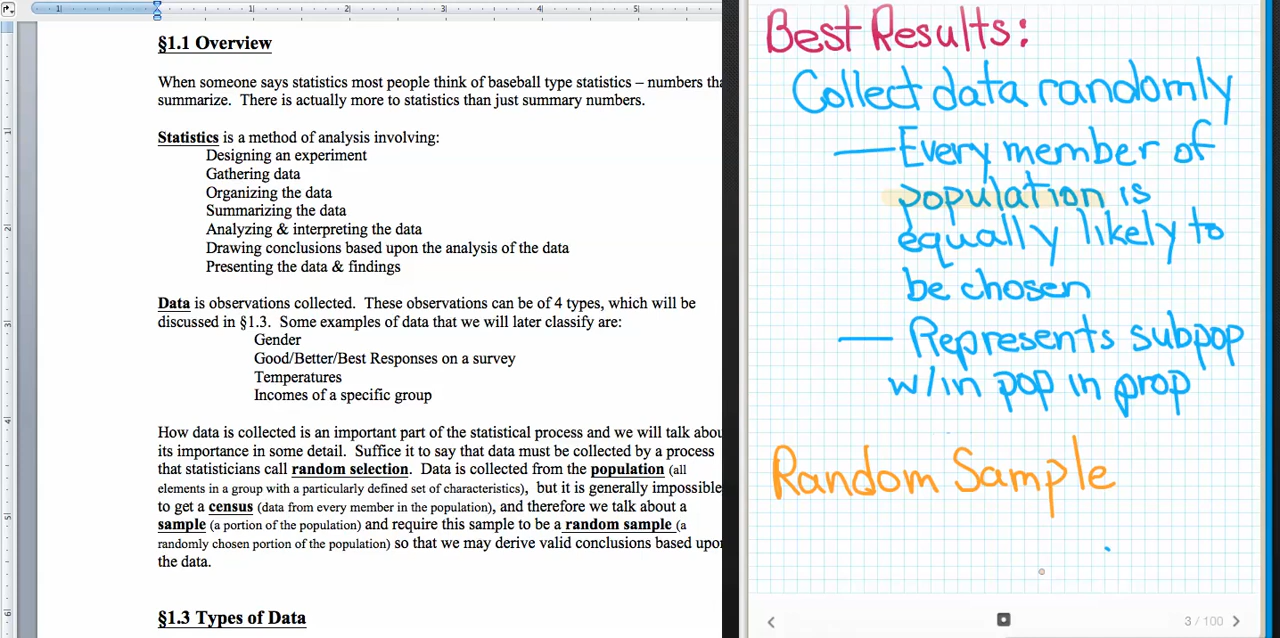 §1.1 Overview
When someone says statistics most people think of baseball type statistics – numbers tha
summarize. There is actually more to statistics than just summary numbers.
Statistics is a method of analysis involving:
Designing an experiment
Gathering data
Organizing the data
Summarizing the data
Analyzing & interpreting the data
Drawing conclusions based upon the analysis of the data
Presenting the data & findings
Data is observations collected. These observations can be of 4 types, which will be
discussed in §1.3. Some examples of data that we will later classify are:
Gender
Good/Better/Best Responses on a survey
Temperatures
Incomes of a specific group
How data is collected is an important part of the statistical process and we will talk abou
its importance in some detail. Suffice it to say that data must be collected by a process
that statisticians call random selection. Data is collected from the population (all
elements in a group with a particularly defined set of characteristics), but it is generally impossible
to get a census (data from every member in the population), and therefore we talk about a
sample (a portion of the population) and require this sample to be a random sample (a
randomly chosen portion of the population) so that we may derive valid conclusions based upon
the data.
§1.3 Types of Data
Best Results:
Collect data randomly
— Every member of
population is
equally likely to
be chosen
— Represents subpop
w/in pop in prop
Random Sample
3 / 100